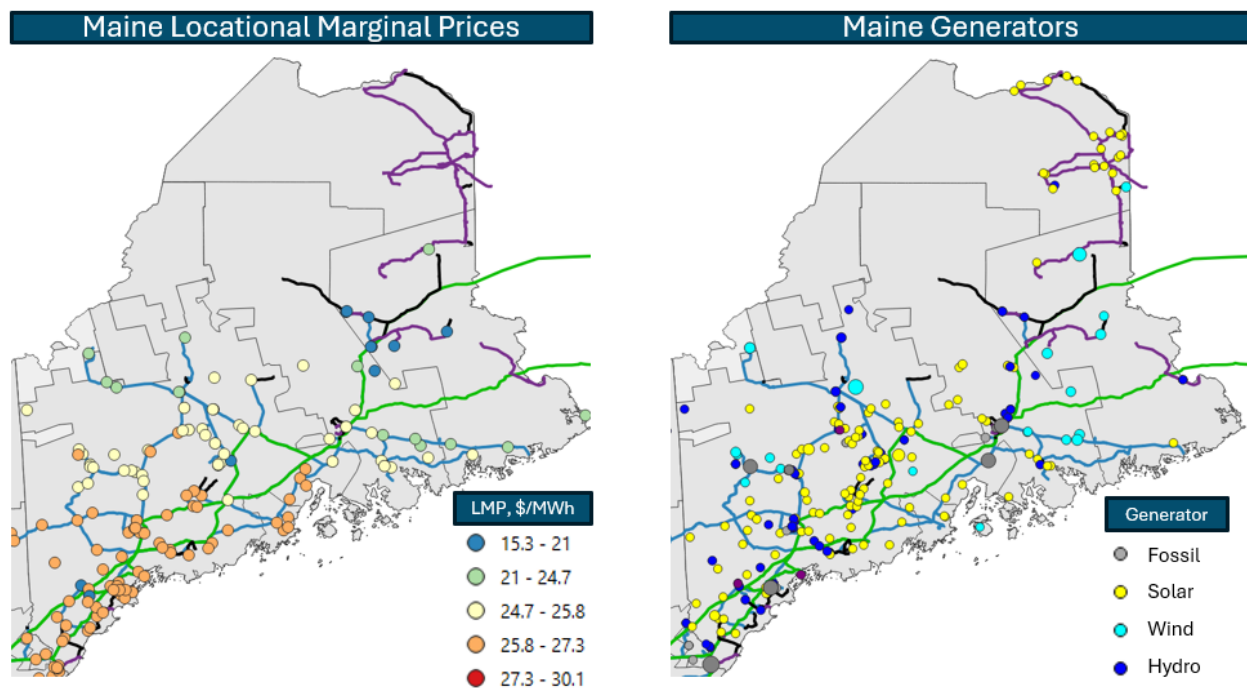 Maine Locational Marginal Prices
LMP, $/MWh
15.3 - 21
21 - 24.7
24.7 - 25.8
25.8 - 27.3
27.3 - 30.1
Maine Generators
Generator
Fossil
Solar
Wind
Hydro